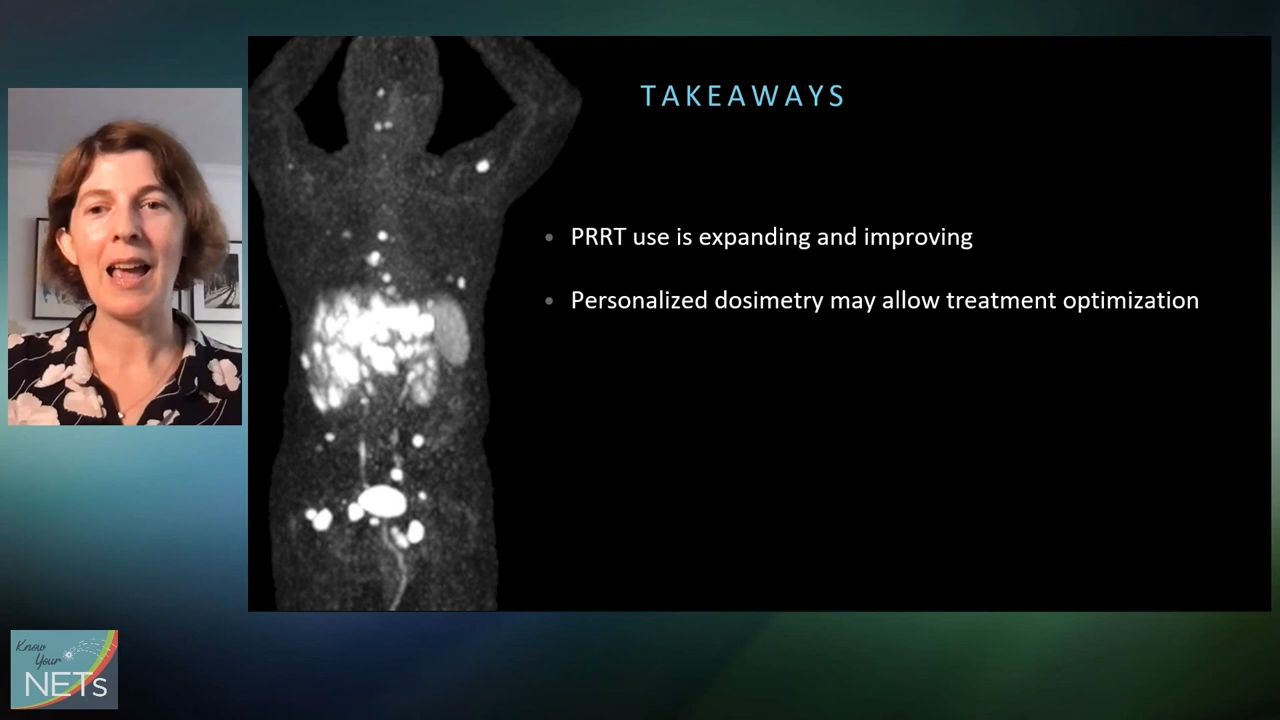 TAKEAWAYS
• PRRT use is expanding and improving
• Personalized dosimetry may allow treatment optimization
Know
Your
NETs